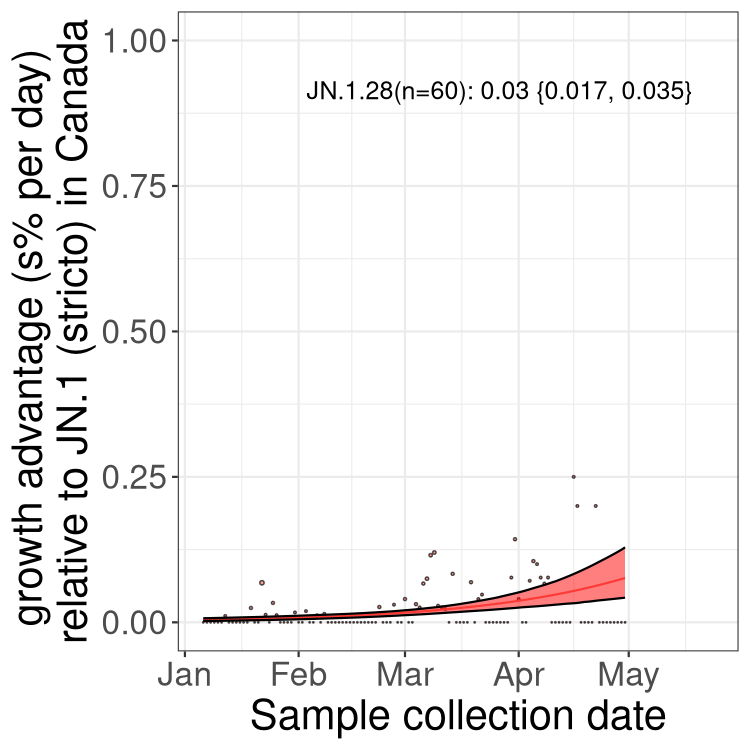 growth advantage (s% per day)
relative to JN.1 (stricto) in Canada
1.00
0.75
0.50
0.25
0.00
JN.1.28(n=60): 0.03 {0.017, 0.035}
Jan Feb Mar Apr May
Sample collection date